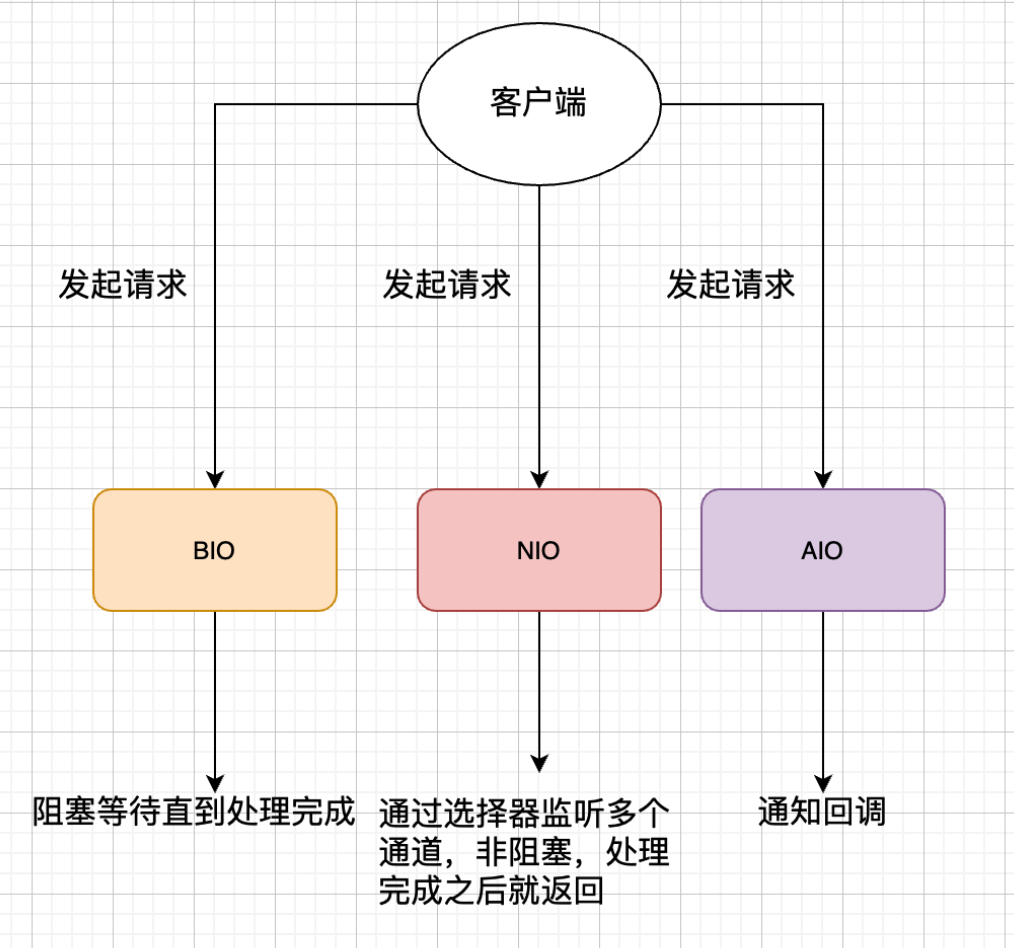 客户端
发起请求
发起请求
发起请求
BIO
NIO
AIO
阻塞等待直到处理完成
通过选择器监听多个
通道，非阻塞，处理
完成之后就返回
通知回调